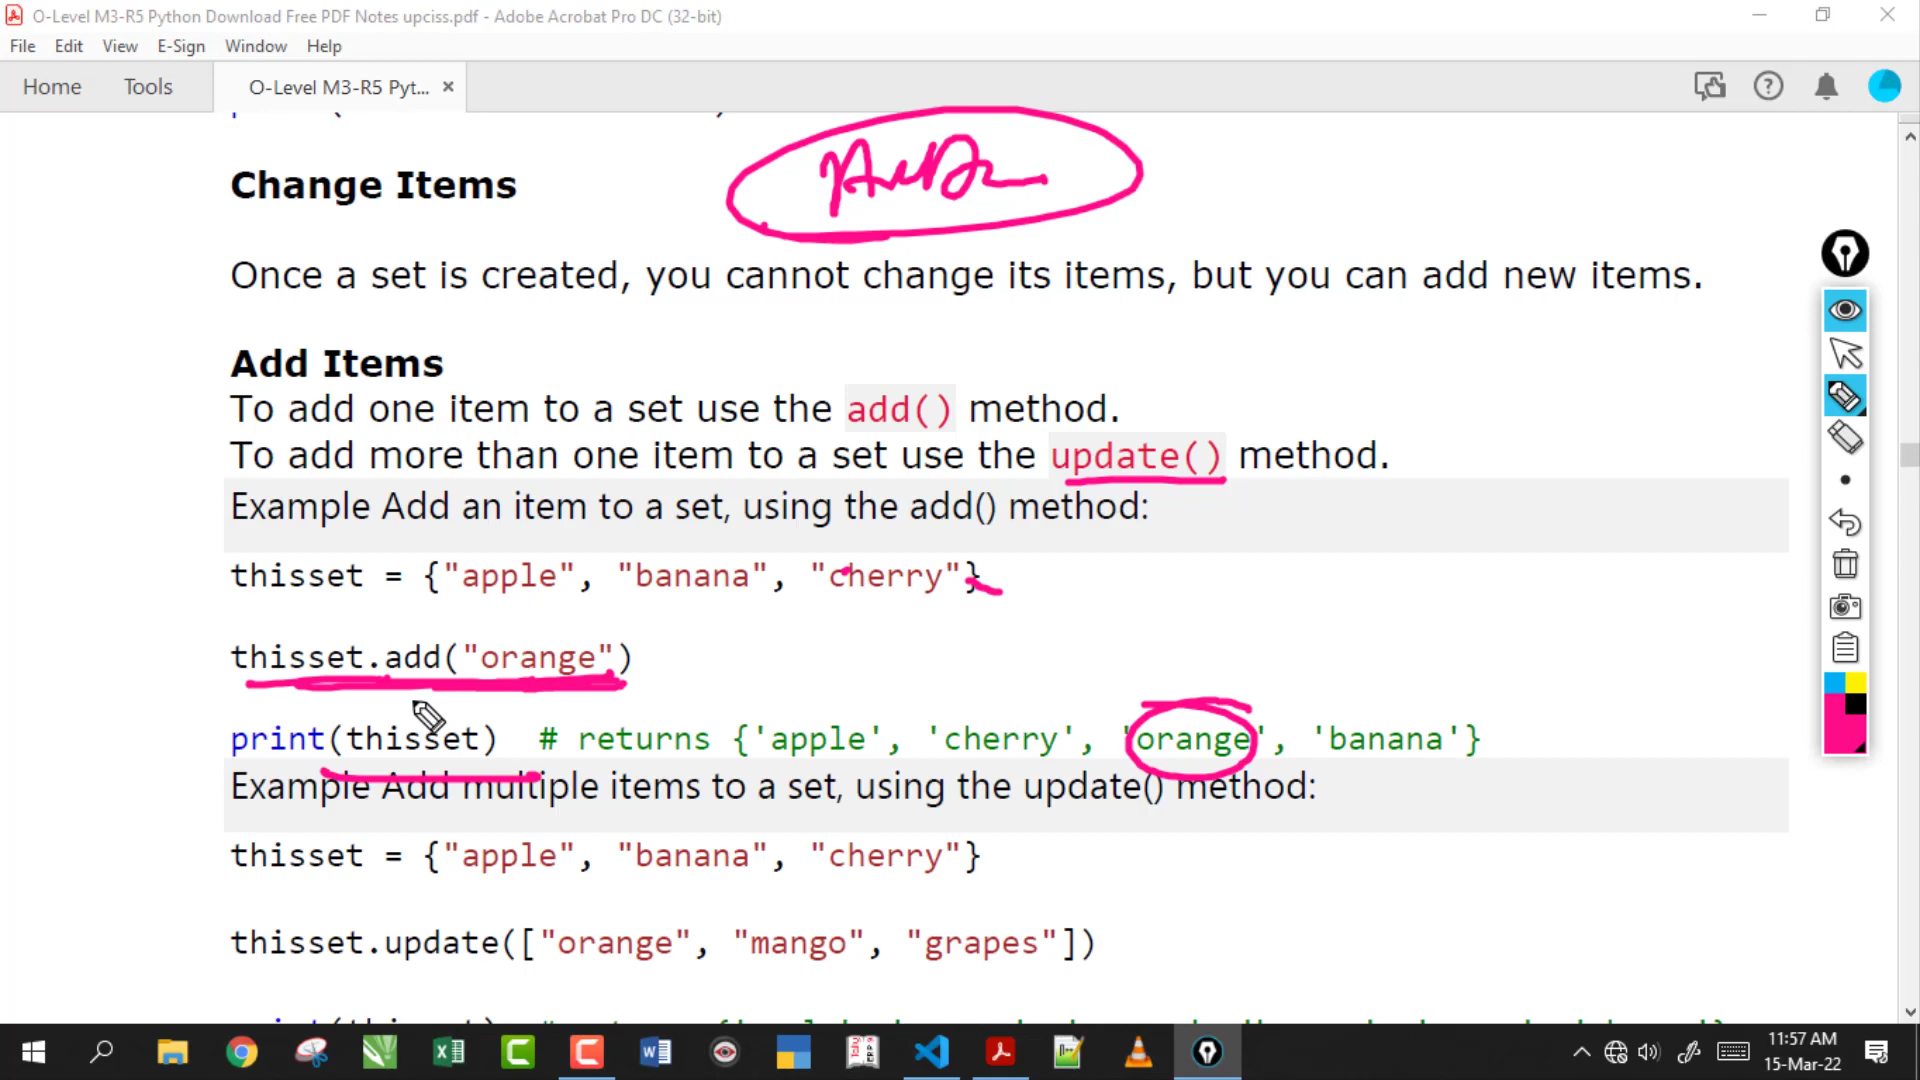 O-Level M3-R5 Python Download Free PDF Notes upciss.pdf - Adobe Acrobat Pro DC (32-bit)
File Edit View E-Sign Window Help
Home Tools O-Level M3-R5 Pyt... ×
Change Items
Once a set is created, you cannot change its items, but you can add new items.
Add Items
To add one item to a set use the add() method.
To add more than one item to a set use the update() method.
Example Add an item to a set, using the add() method:
thisset = {"apple", "banana", "cherry"}
thisset.add("orange")
print(thisset) # returns {'apple', 'cherry', 'orange', 'banana'}
Example Add multiple items to a set, using the update() method:
thisset = {"apple", "banana", "cherry"}
thisset.update(["orange", "mango", "grapes"])
11:57 AM
15-Mar-22